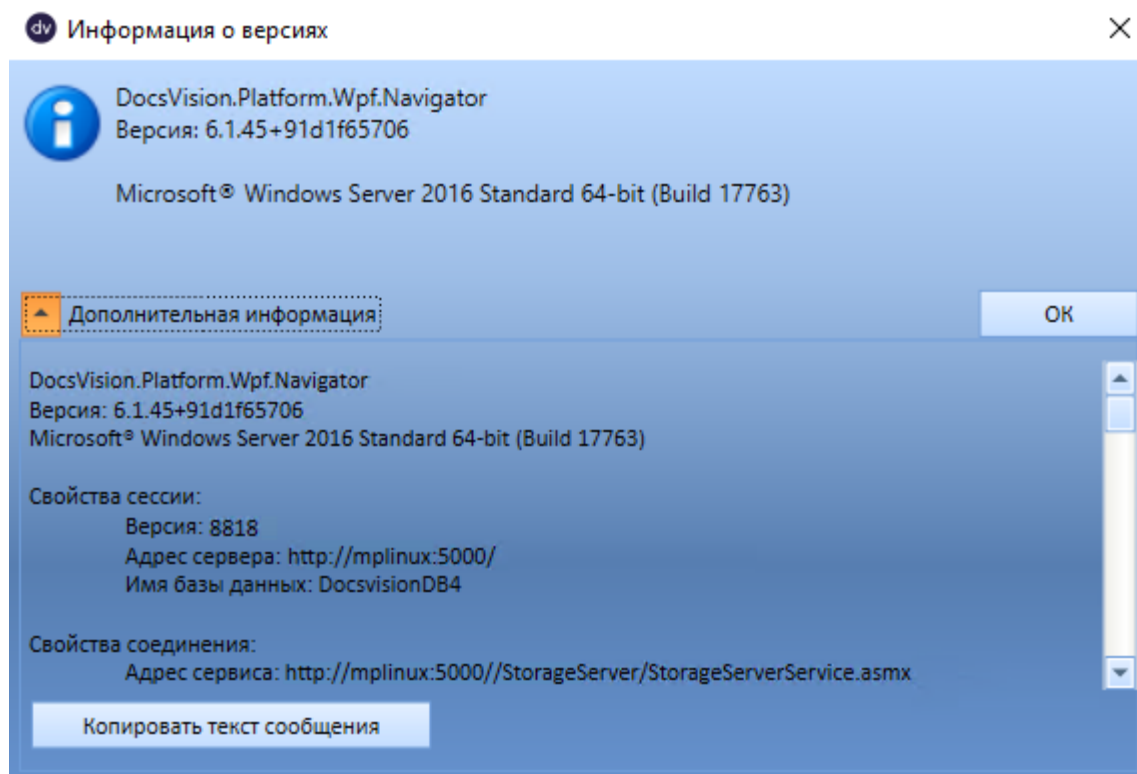 dv Информация о версиях
DocsVision.Platform.Wpf.Navigator
Версия: 6.1.45+91d1f65706
Microsoft® Windows Server 2016 Standard 64-bit (Build 17763)
Дополнительная информация
ОК
DocsVision.Platform.Wpf.Navigator
Версия: 6.1.45+91d1f65706
Microsoft® Windows Server 2016 Standard 64-bit (Build 17763)
Свойства сессии:
Версия: 8818
Адрес сервера: http://mplinux:5000/
Имя базы данных: DocsvisionDB4
Свойства соединения:
Адрес сервиса: http://mplinux:5000//StorageServer/StorageServerService.asmx
Копировать текст сообщения